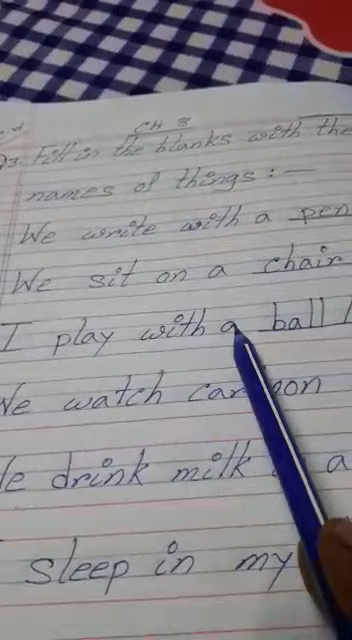 CH 3
Q3. Fill in the blanks with the
names of things :-
We write with a pen
We sit on a chair
I play with a ball
We watch cartoon
We drink milk a
sleep in my